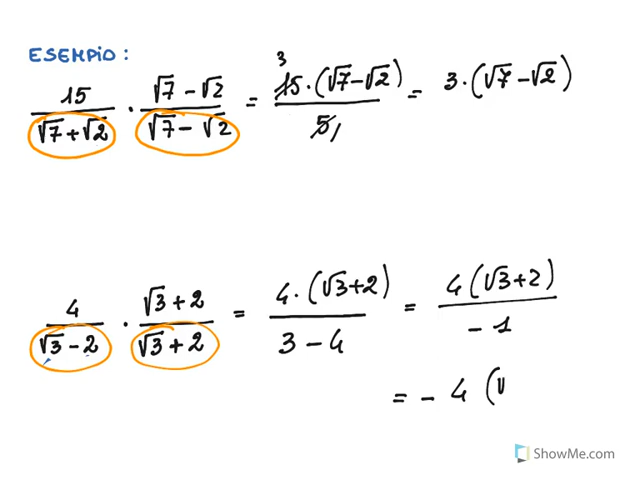 ESEMPIO:
15/(√7+√2) · (√7-√2)/(√7-√2) = 3 15·(√7-√2)/5 1 = 3·(√7-√2)
4/(√3-2) · (√3+2)/(√3+2) = 4·(√3+2)/(3-4) = 4(√3+2)/-1
= - 4 (√
ShowMe.com